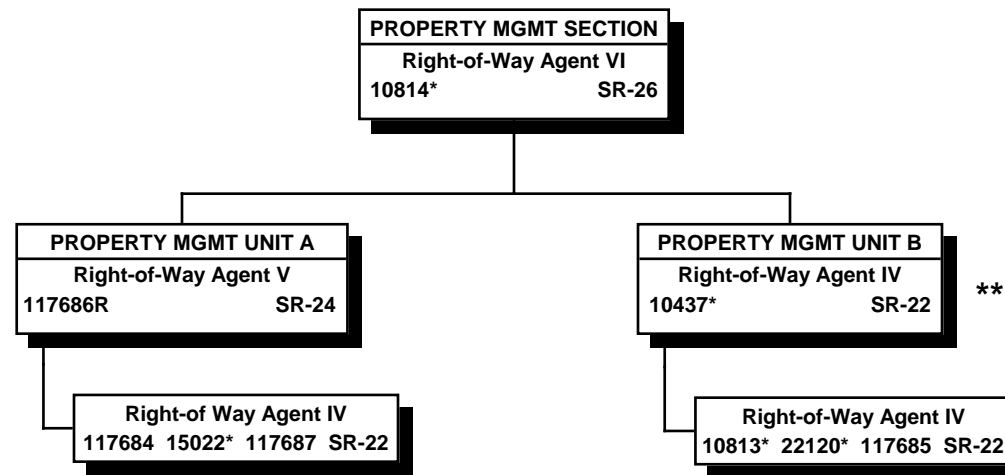 PROPERTY MGMT SECTION
Right-of-Way Agent VI
10814* SR-26
PROPERTY MGMT UNIT A
Right-of-Way Agent V
117686R SR-24
Right-of Way Agent IV
117684 15022* 117687 SR-22
PROPERTY MGMT UNIT B
Right-of-Way Agent IV
10437* SR-22
**
Right-of-Way Agent IV
10813* 22120* 117685 SR-22